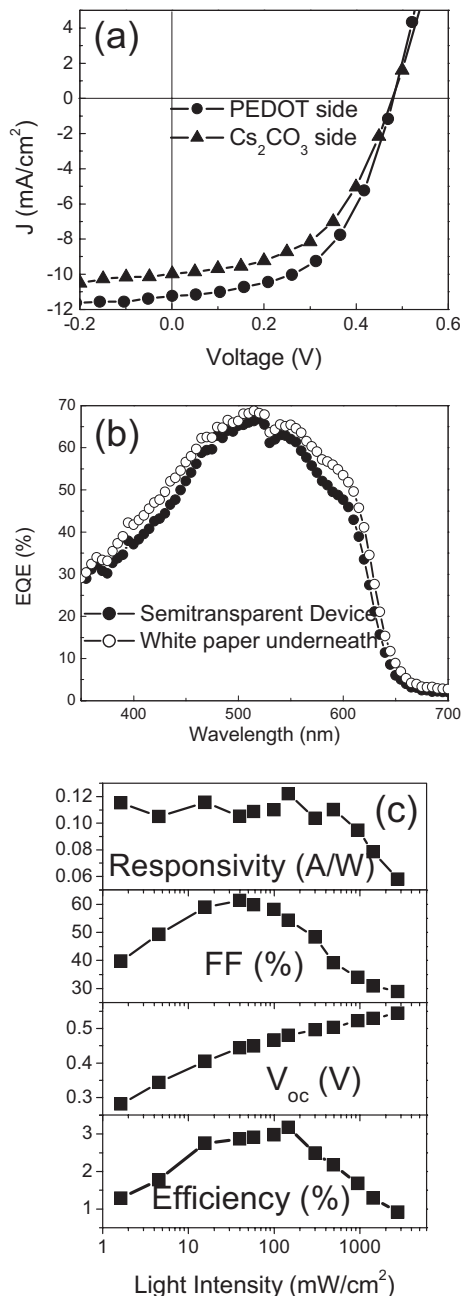 (a)
4
2
0
-2
-4
-6
-8
-10
-12
J (mA/cm²)
PEDOT side
Cs₂CO₃ side
-0.2 0.0 0.2 0.4 0.6
Voltage (V)
(b)
70
60
50
40
30
20
10
0
EQE (%)
Semitransparent Device
White paper underneath
400 500 600 700
Wavelength (nm)
(c)
0.12
0.10
0.08
0.06
Responsivity (A/W)
60
50
40
30
FF (%)
0.5
0.4
0.3
V_oc (V)
3
2
1
Efficiency (%)
1 10 100 1000
Light Intensity (mW/cm²)